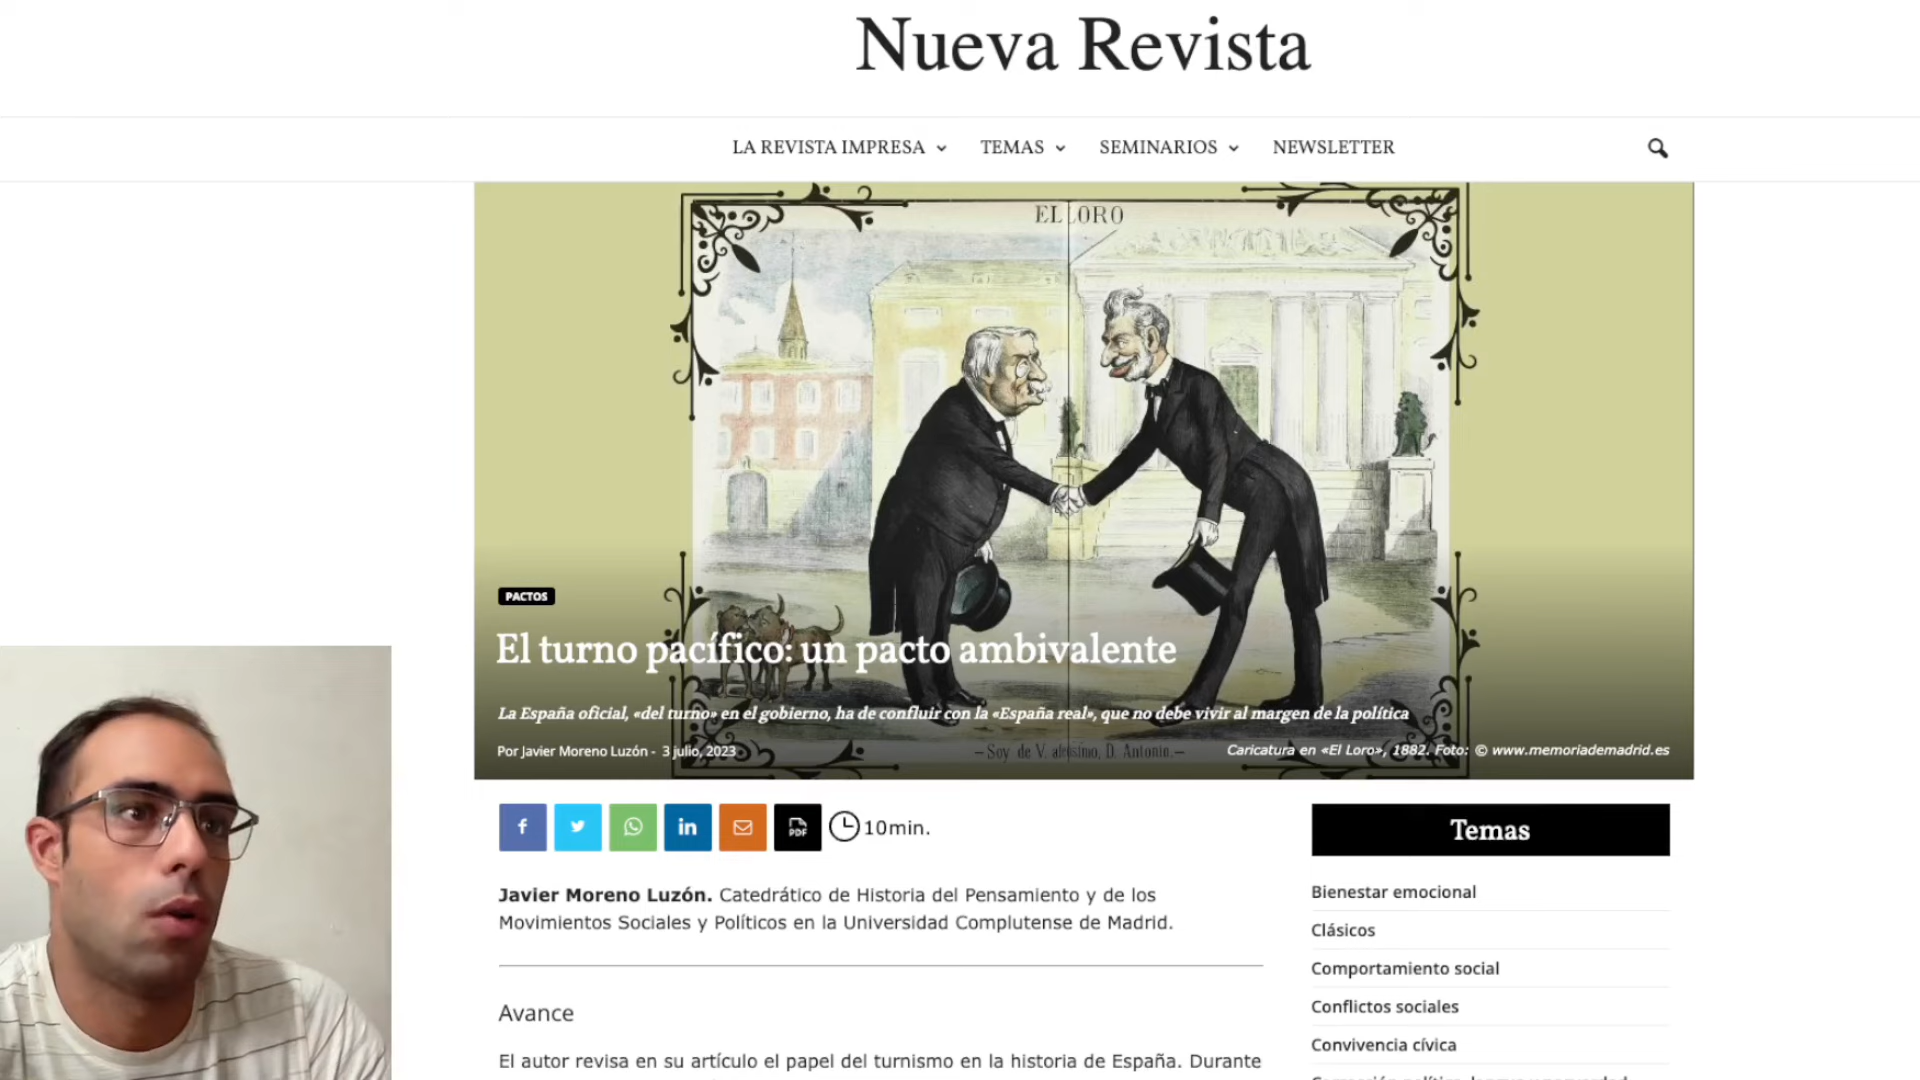 Nueva Revista
LA REVISTA IMPRESA
TEMAS
SEMINARIOS
NEWSLETTER
EL LORO
PACTOS
El turno pacífico: un pacto ambivalente
La España oficial, «del turno» en el gobierno, ha de confluir con la «España real», que no debe vivir al margen de la política
Por Javier Moreno Luzón - 3 julio, 2023
—Soy de V. D. Antonio.—
Caricatura en «El Loro», 1882. Foto: © www.memoriademadrid.es
PDF
10min.
Javier Moreno Luzón. Catedrático de Historia del Pensamiento y de los
Movimientos Sociales y Políticos en la Universidad Complutense de Madrid.
Avance
El autor revisa en su artículo el papel del turnismo en la historia de España. Durante
Temas
Bienestar emocional
Clásicos
Comportamiento social
Conflictos sociales
Convivencia cívica